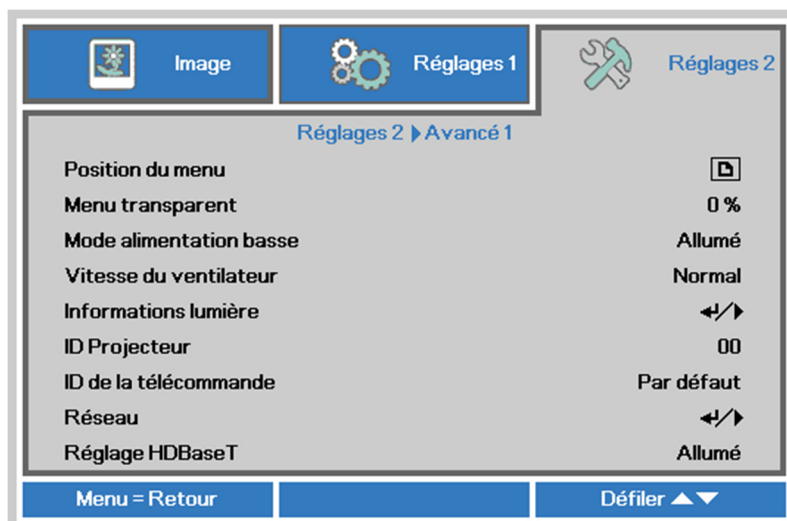 Image
Réglages 1
Réglages 2
Réglages 2 ▶ Avancé 1
Position du menu
Menu transparent 0 %
Mode alimentation basse Allumé
Vitesse du ventilateur Normal
Informations lumière ↵/▶
ID Projecteur 00
ID de la télécommande Par défaut
Réseau ↵/▶
Réglage HDBaseT Allumé
Menu = Retour
Défiler ▲▼